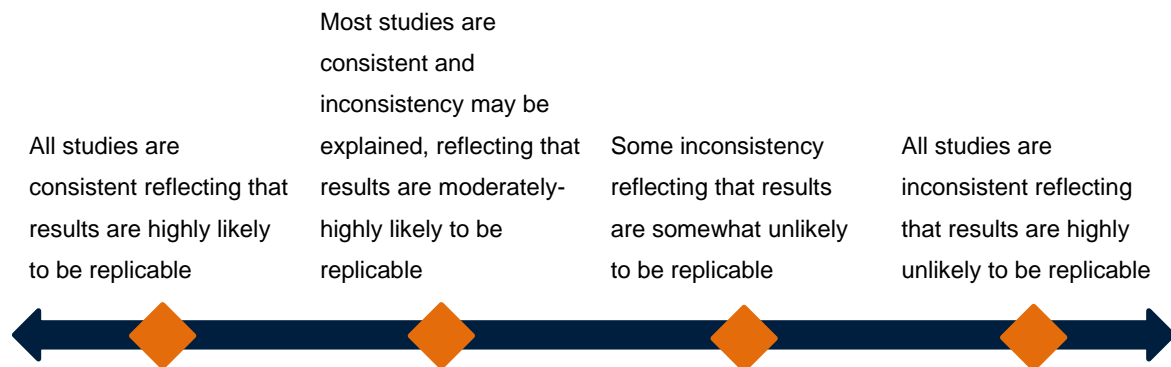 All studies are
consistent reflecting that
results are highly likely
to be replicable
Most studies are
consistent and
inconsistency may be
explained, reflecting that
results are moderately-
highly likely to be
replicable
Some inconsistency
reflecting that results
are somewhat unlikely
to be replicable
All studies are
inconsistent reflecting
that results are highly
unlikely to be replicable